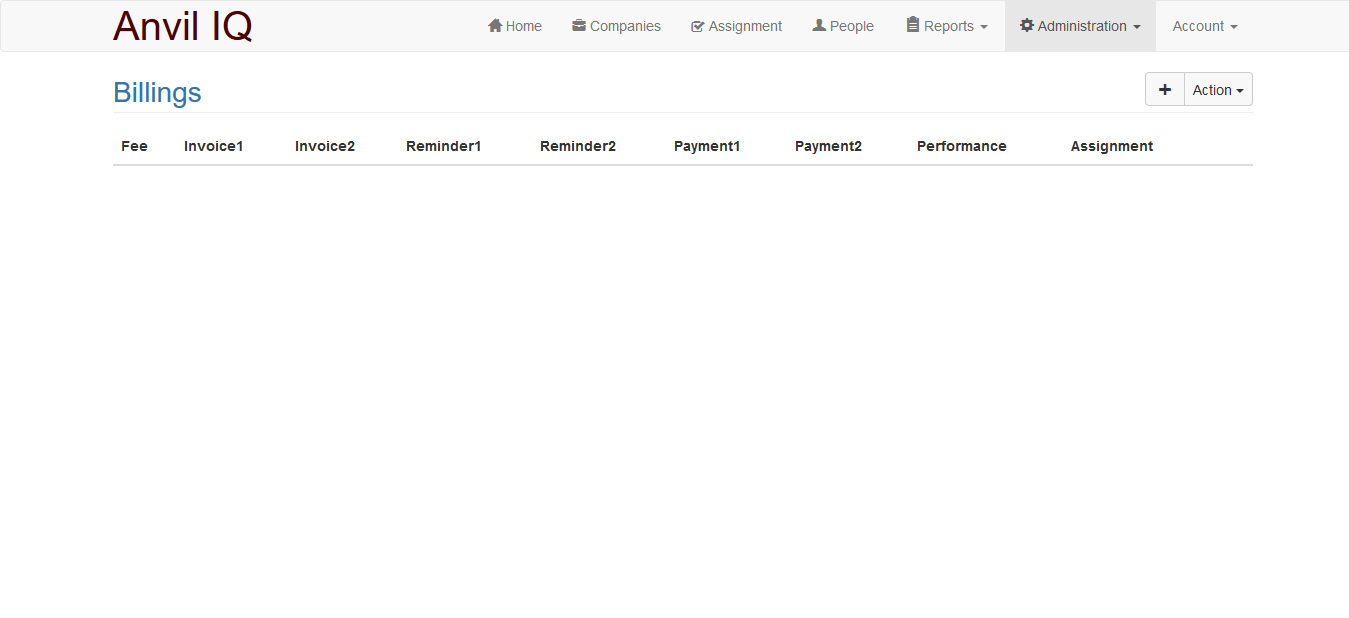 Anvil IQ Home Companies Assignment People Reports Administration Account
Billings Action
Fee Invoice1 Invoice2 Reminder1 Reminder2 Payment1 Payment2 Performance Assignment